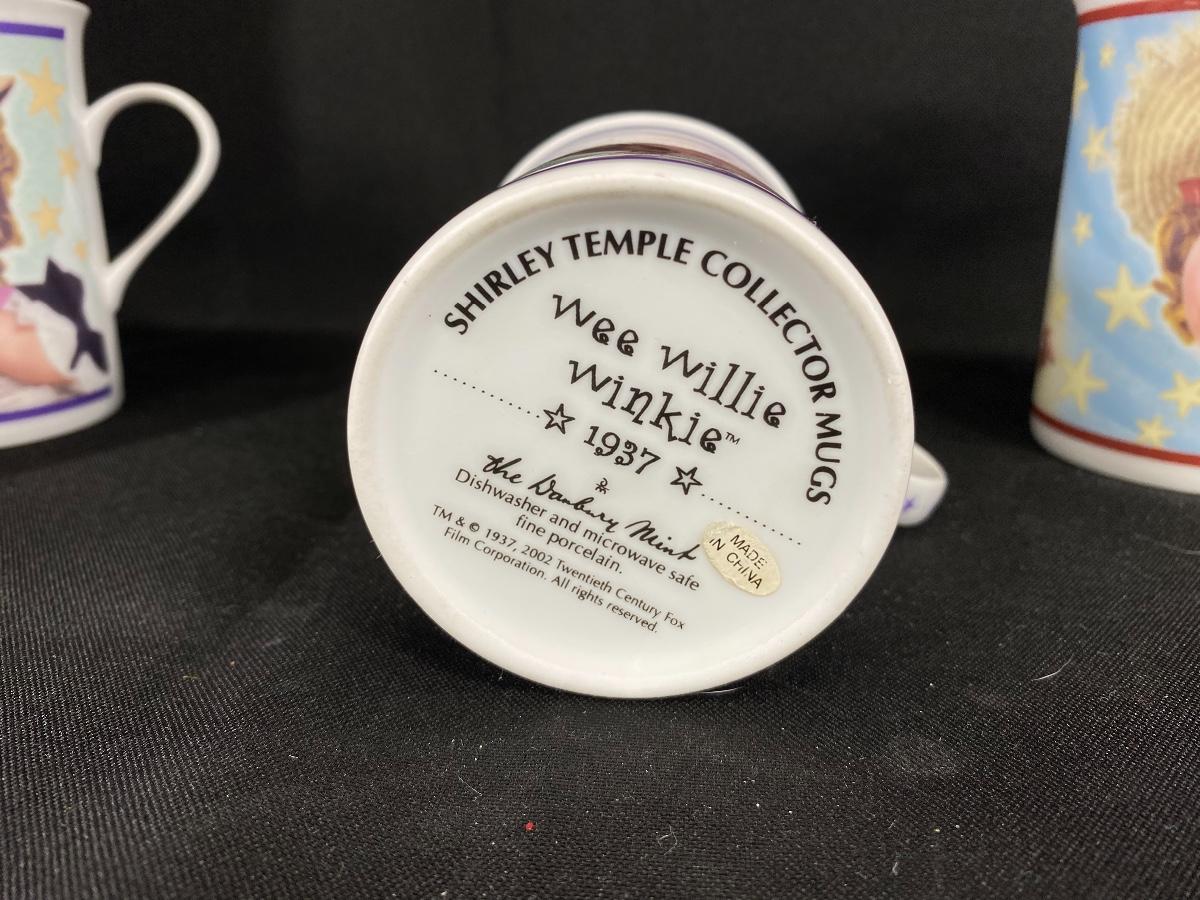 SHIRLEY TEMPLE COLLECTOR MUGS
wee willie
winkie™
1937
the Danbury Mint
Dishwasher and microwave safe
fine porcelain.
TM & © 1937, 2002 Twentieth Century Fox
Film Corporation. All rights reserved.
MADE
IN CHINA